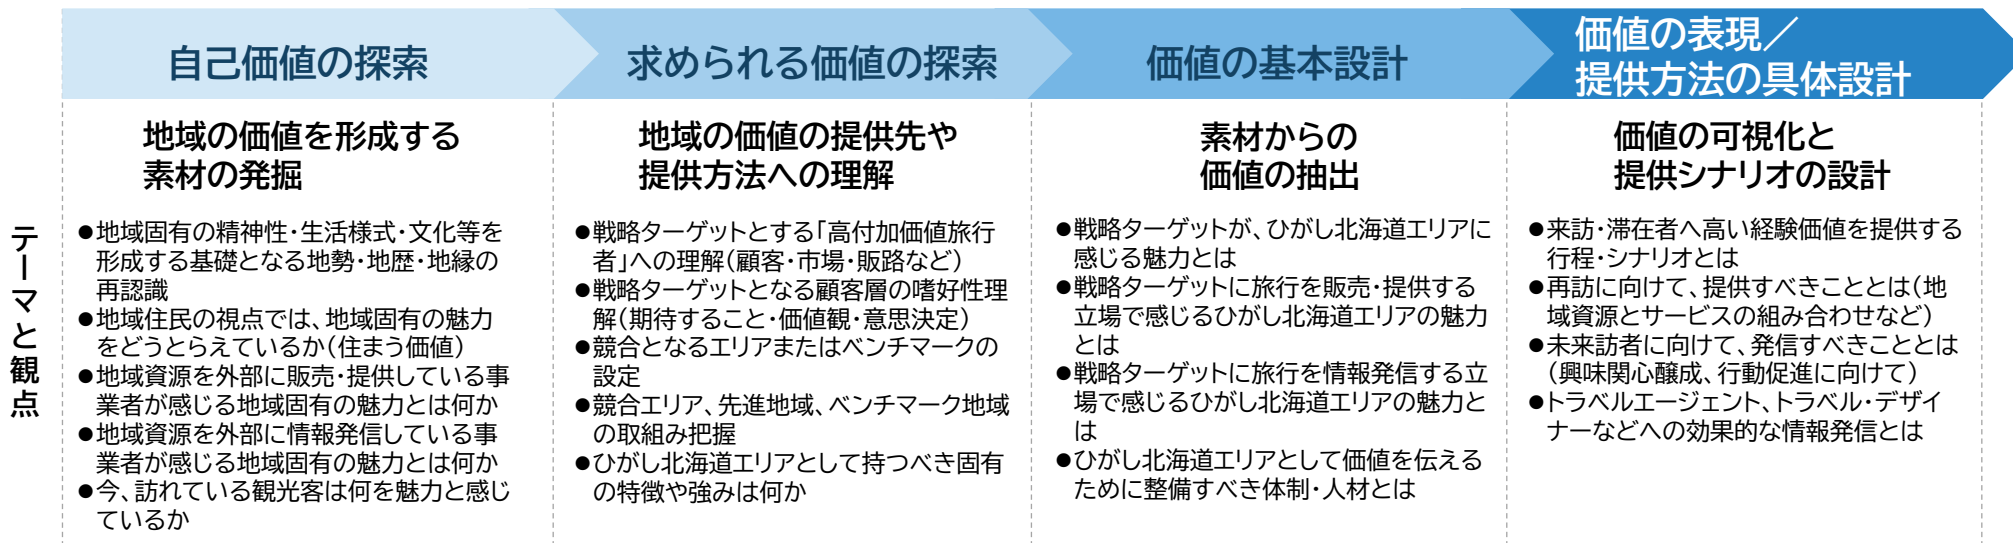 自己価値の探索
求められる価値の探索
価値の基本設計
価値の表現／
提供方法の具体設計
テーマと観点
地域の価値を形成する
素材の発掘
●地域固有の精神性・生活様式・文化等を
形成する基礎となる地勢・地歴・地縁の
再認識
●地域住民の視点では、地域固有の魅力
をどうとらえているか(住まう価値)
●地域資源を外部に販売・提供している事
業者が感じる地域固有の魅力とは何か
●地域資源を外部に情報発信している事
業者が感じる地域固有の魅力とは何か
●今、訪れている観光客は何を魅力と感じ
ているか
地域の価値の提供先や
提供方法への理解
●戦略ターゲットとする「高付加価値旅行
者」への理解(顧客・市場・販路など)
●戦略ターゲットとなる顧客層の嗜好性理
解(期待すること・価値観・意思決定)
●競合となるエリアまたはベンチマークの
設定
●競合エリア、先進地域、ベンチマーク地域
の取組み把握
●ひがし北海道エリアとして持つべき固有
の特徴や強みは何か
素材からの
価値の抽出
●戦略ターゲットが、ひがし北海道エリアに
感じる魅力とは
●戦略ターゲットに旅行を販売・提供する
立場で感じるひがし北海道エリアの魅力
とは
●戦略ターゲットに旅行を情報発信する立
場で感じるひがし北海道エリアの魅力と
は
●ひがし北海道エリアとして価値を伝える
ために整備すべき体制・人材とは
価値の可視化と
提供シナリオの設計
●来訪・滞在者へ高い経験価値を提供する
行程・シナリオとは
●再訪に向けて、提供すべきこととは(地
域資源とサービスの組み合わせなど)
●未来訪者に向けて、発信すべきこととは
(興味関心醸成、行動促進に向けて)
●トラベルエージェント、トラベル・デザイ
ナーなどへの効果的な情報発信とは